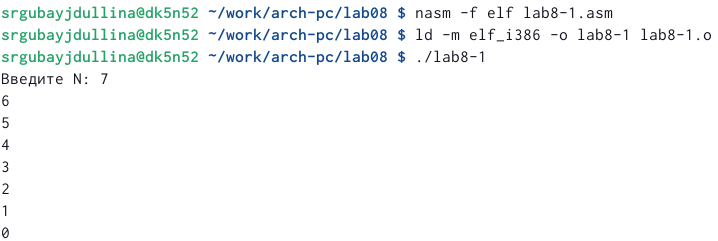 srgubayjdullina@dk5n52 ~/work/arch-pc/lab08 $ nasm -f elf lab8-1.asm
srgubayjdullina@dk5n52 ~/work/arch-pc/lab08 $ ld -m elf_i386 -o lab8-1 lab8-1.o
srgubayjdullina@dk5n52 ~/work/arch-pc/lab08 $ ./lab8-1
Введите N: 7
6
5
4
3
2
1
0